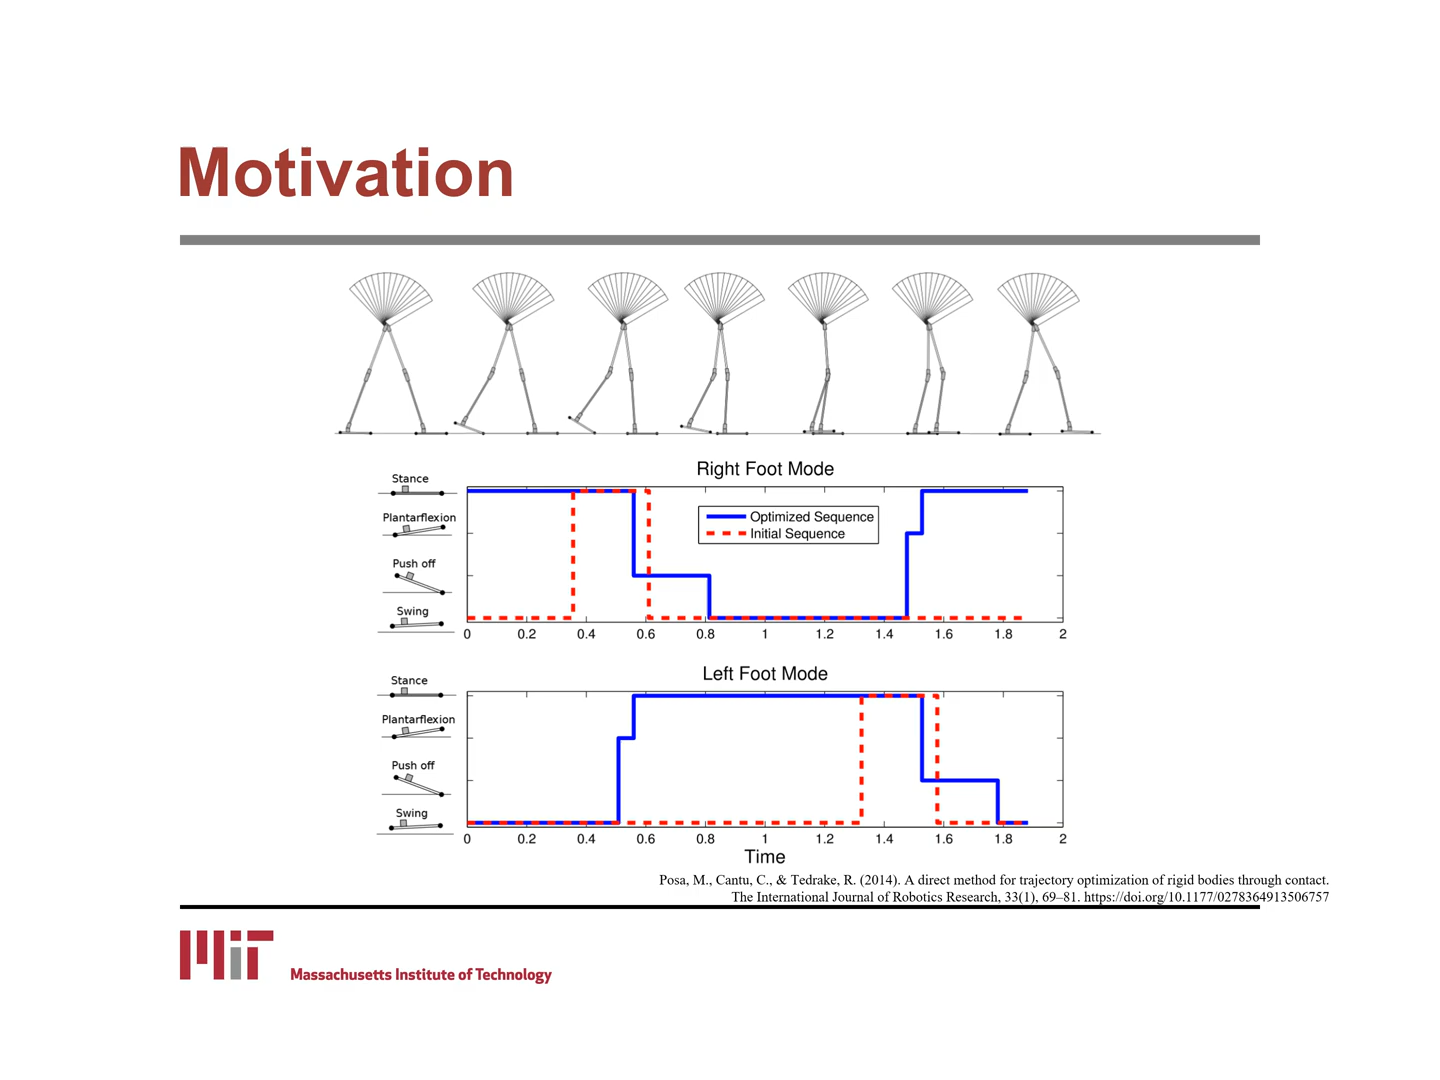 Motivation
Right Foot Mode
Stance
Plantarflexion
Push off
Swing
Optimized Sequence
Initial Sequence
0 0.2 0.4 0.6 0.8 1 1.2 1.4 1.6 1.8 2
Left Foot Mode
Stance
Plantarflexion
Push off
Swing
0 0.2 0.4 0.6 0.8 1 1.2 1.4 1.6 1.8 2
Time
Posa, M., Cantu, C., & Tedrake, R. (2014). A direct method for trajectory optimization of rigid bodies through contact.
The International Journal of Robotics Research, 33(1), 69–81. https://doi.org/10.1177/0278364913506757
MIT
Massachusetts Institute of Technology